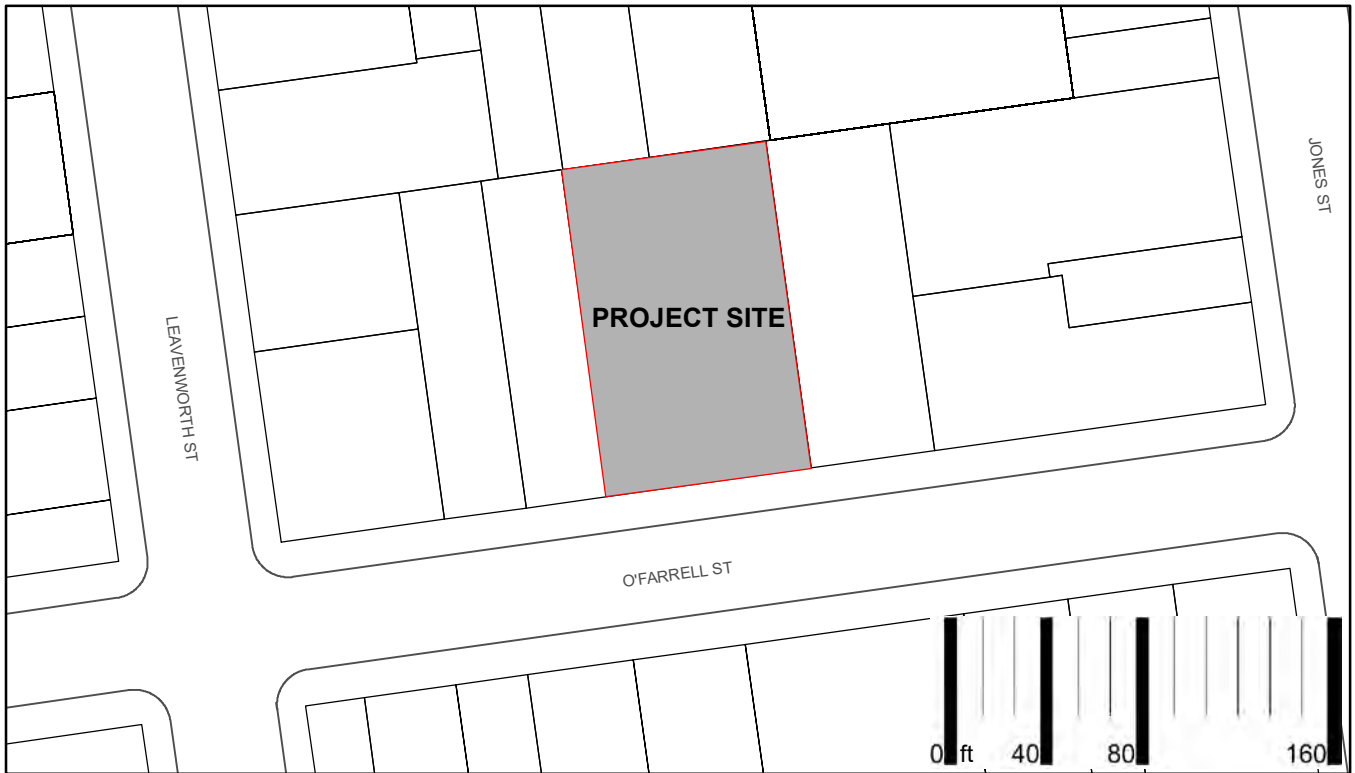 JONES ST
PROJECT SITE
LEAVENWORTH ST
O'FARRELL ST
0 ft 40 80 160